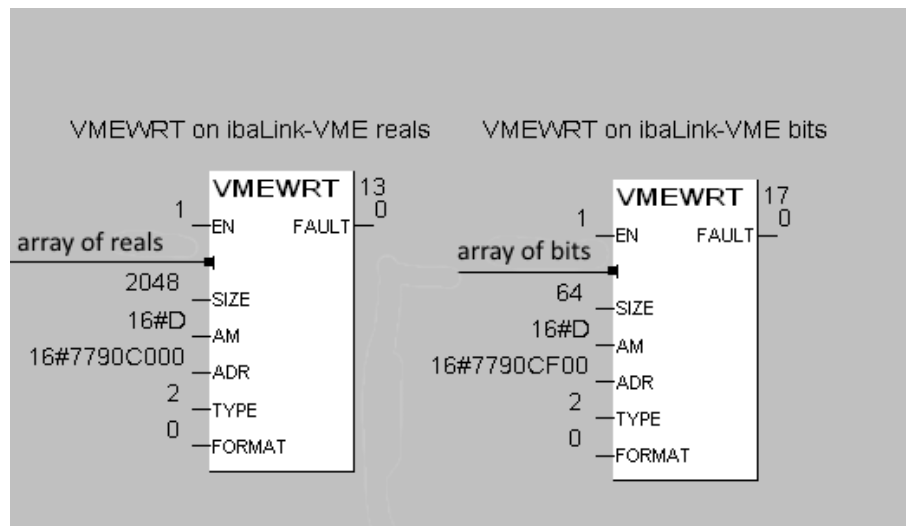 VMEWRT on ibaLink-VME reals
VMEWRT 13
1 EN FAULT 0
array of reals
2048 SIZE
16#D AM
16#7790C000 ADR
2 TYPE
0 FORMAT
VMEWRT on ibaLink-VME bits
VMEWRT 17
1 EN FAULT 0
array of bits
64 SIZE
16#D AM
16#7790CF00 ADR
2 TYPE
0 FORMAT